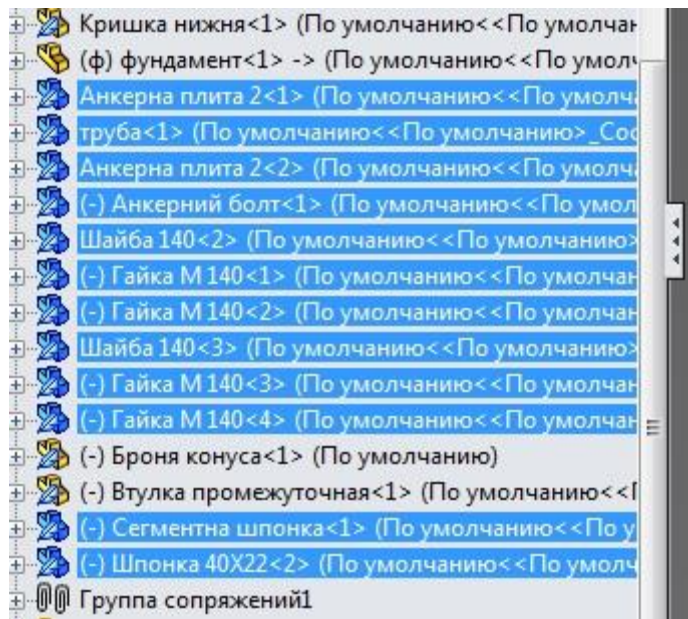 Кришка нижня<1> (По умолчанию<<По умолчан
(ф) фундамент<1> -> (По умолчанию<<По умолч
Анкерна плита 2<1> (По умолчанию<<По умолча
труба<1> (По умолчанию<<По умолчанию>_Сос
Анкерна плита 2<2> (По умолчанию<<По умолча
(-) Анкерний болт<1> (По умолчанию<<По умол
Шайба 140<2> (По умолчанию<<По умолчанию>
(-) Гайка М 140<1> (По умолчанию<<По умолчан
(-) Гайка М 140<2> (По умолчанию<<По умолчан
Шайба 140<3> (По умолчанию<<По умолчанию>
(-) Гайка М 140<3> (По умолчанию<<По умолчан
(-) Гайка М 140<4> (По умолчанию<<По умолчан
(-) Броня конуса<1> (По умолчанию)
(-) Втулка промежуточная<1> (По умолчанию<<П
(-) Сегментна шпонка<1> (По умолчанию<<По у
(-) Шпонка 40Х22<2> (По умолчанию<<По умолч
Группа сопряжений1